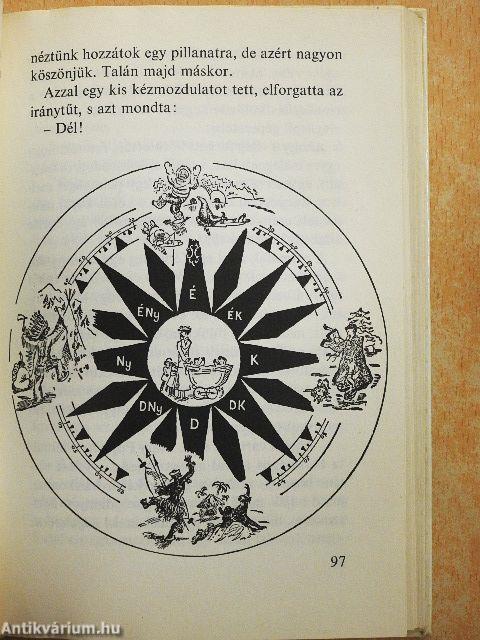 néztünk hozzátok egy pillanatra, de azért nagyon
köszönjük. Talán majd máskor.
Azzal egy kis kézmozdulatot tett, elforgatta az
iránytűt, s azt mondta:
– Dél!
É
ÉNy
ÉK
Ny
K
DNy
DK
D
97
Antikvárium.hu